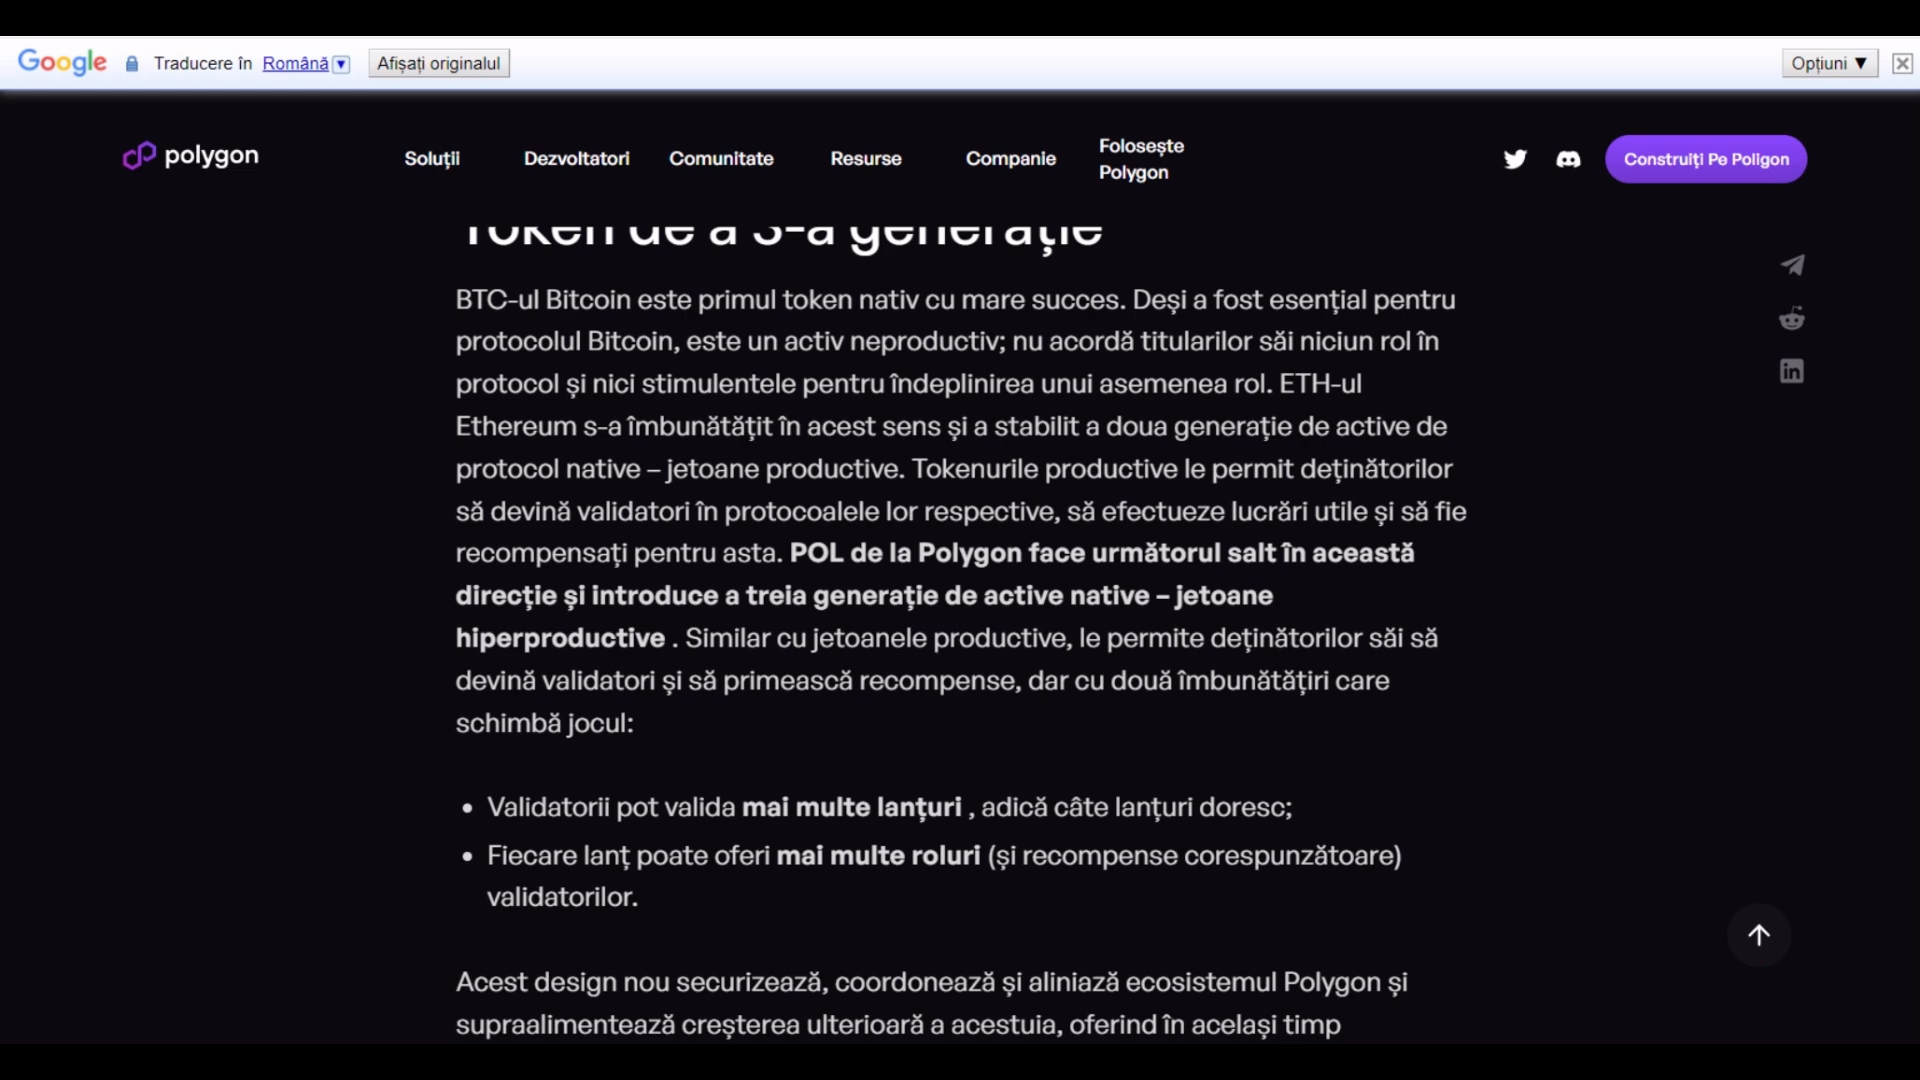 Google Traducere în Română ▼ Afișați originalul Opțiuni ▼
polygon
Soluții
Dezvoltatori
Comunitate
Resurse
Companie
Folosește
Polygon
Construiți Pe Poligon
Token de a 3-a generație
BTC-ul Bitcoin este primul token nativ cu mare succes. Deși a fost esențial pentru
protocolul Bitcoin, este un activ neproductiv; nu acordă titularilor săi niciun rol în
protocol și nici stimulentele pentru îndeplinirea unui asemenea rol. ETH-ul
Ethereum s-a îmbunătățit în acest sens și a stabilit a doua generație de active de
protocol native – jetoane productive. Tokenurile productive le permit deținătorilor
să devină validatori în protocoalele lor respective, să efectueze lucrări utile și să fie
recompensați pentru asta. POL de la Polygon face următorul salt în această
direcție și introduce a treia generație de active native – jetoane
hiperproductive . Similar cu jetoanele productive, le permite deținătorilor săi să
devină validatori și să primească recompense, dar cu două îmbunătățiri care
schimbă jocul:
• Validatorii pot valida mai multe lanțuri , adică câte lanțuri doresc;
• Fiecare lanț poate oferi mai multe roluri (și recompense corespunzătoare)
validatorilor.
Acest design nou securizează, coordonează și aliniază ecosistemul Polygon și
supraalimentează creșterea ulterioară a acestuia, oferind în același timp